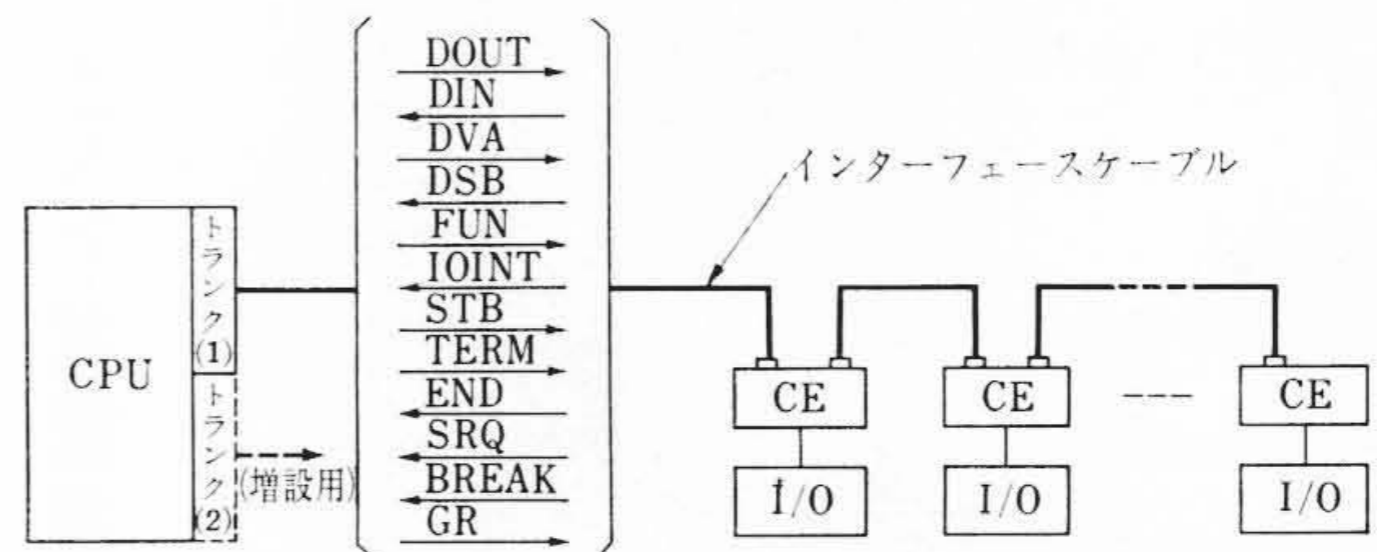 CPU
トランク(1)
トランク(2)
(増設用)
DOUT
DIN
DVA
DSB
FUN
IOINT
STB
TERM
END
SRQ
BREAK
GR
インターフェースケーブル
CE
CE
CE
I/O
I/O
I/O